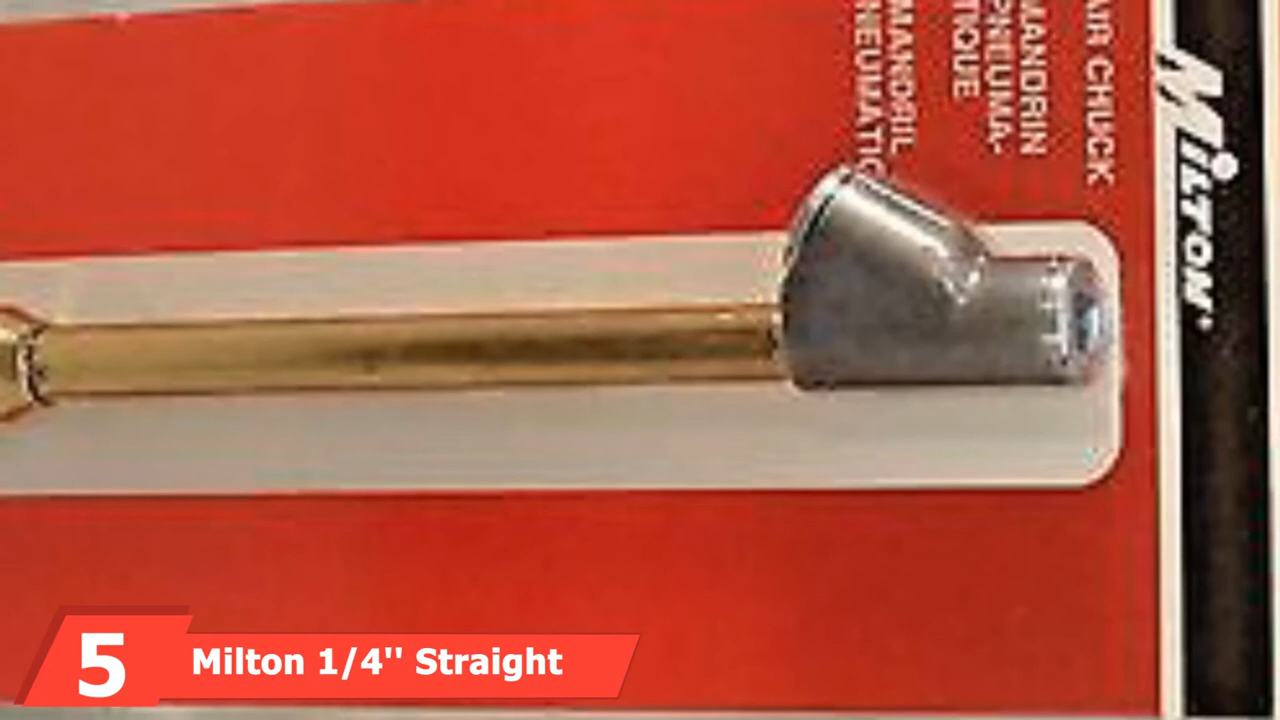 MiLTON®
AIR CHUCK
MANDRIN
PNEUMA-
TIQUE
MANDRIL
NEUMATIC
5
Milton 1/4'' Straight